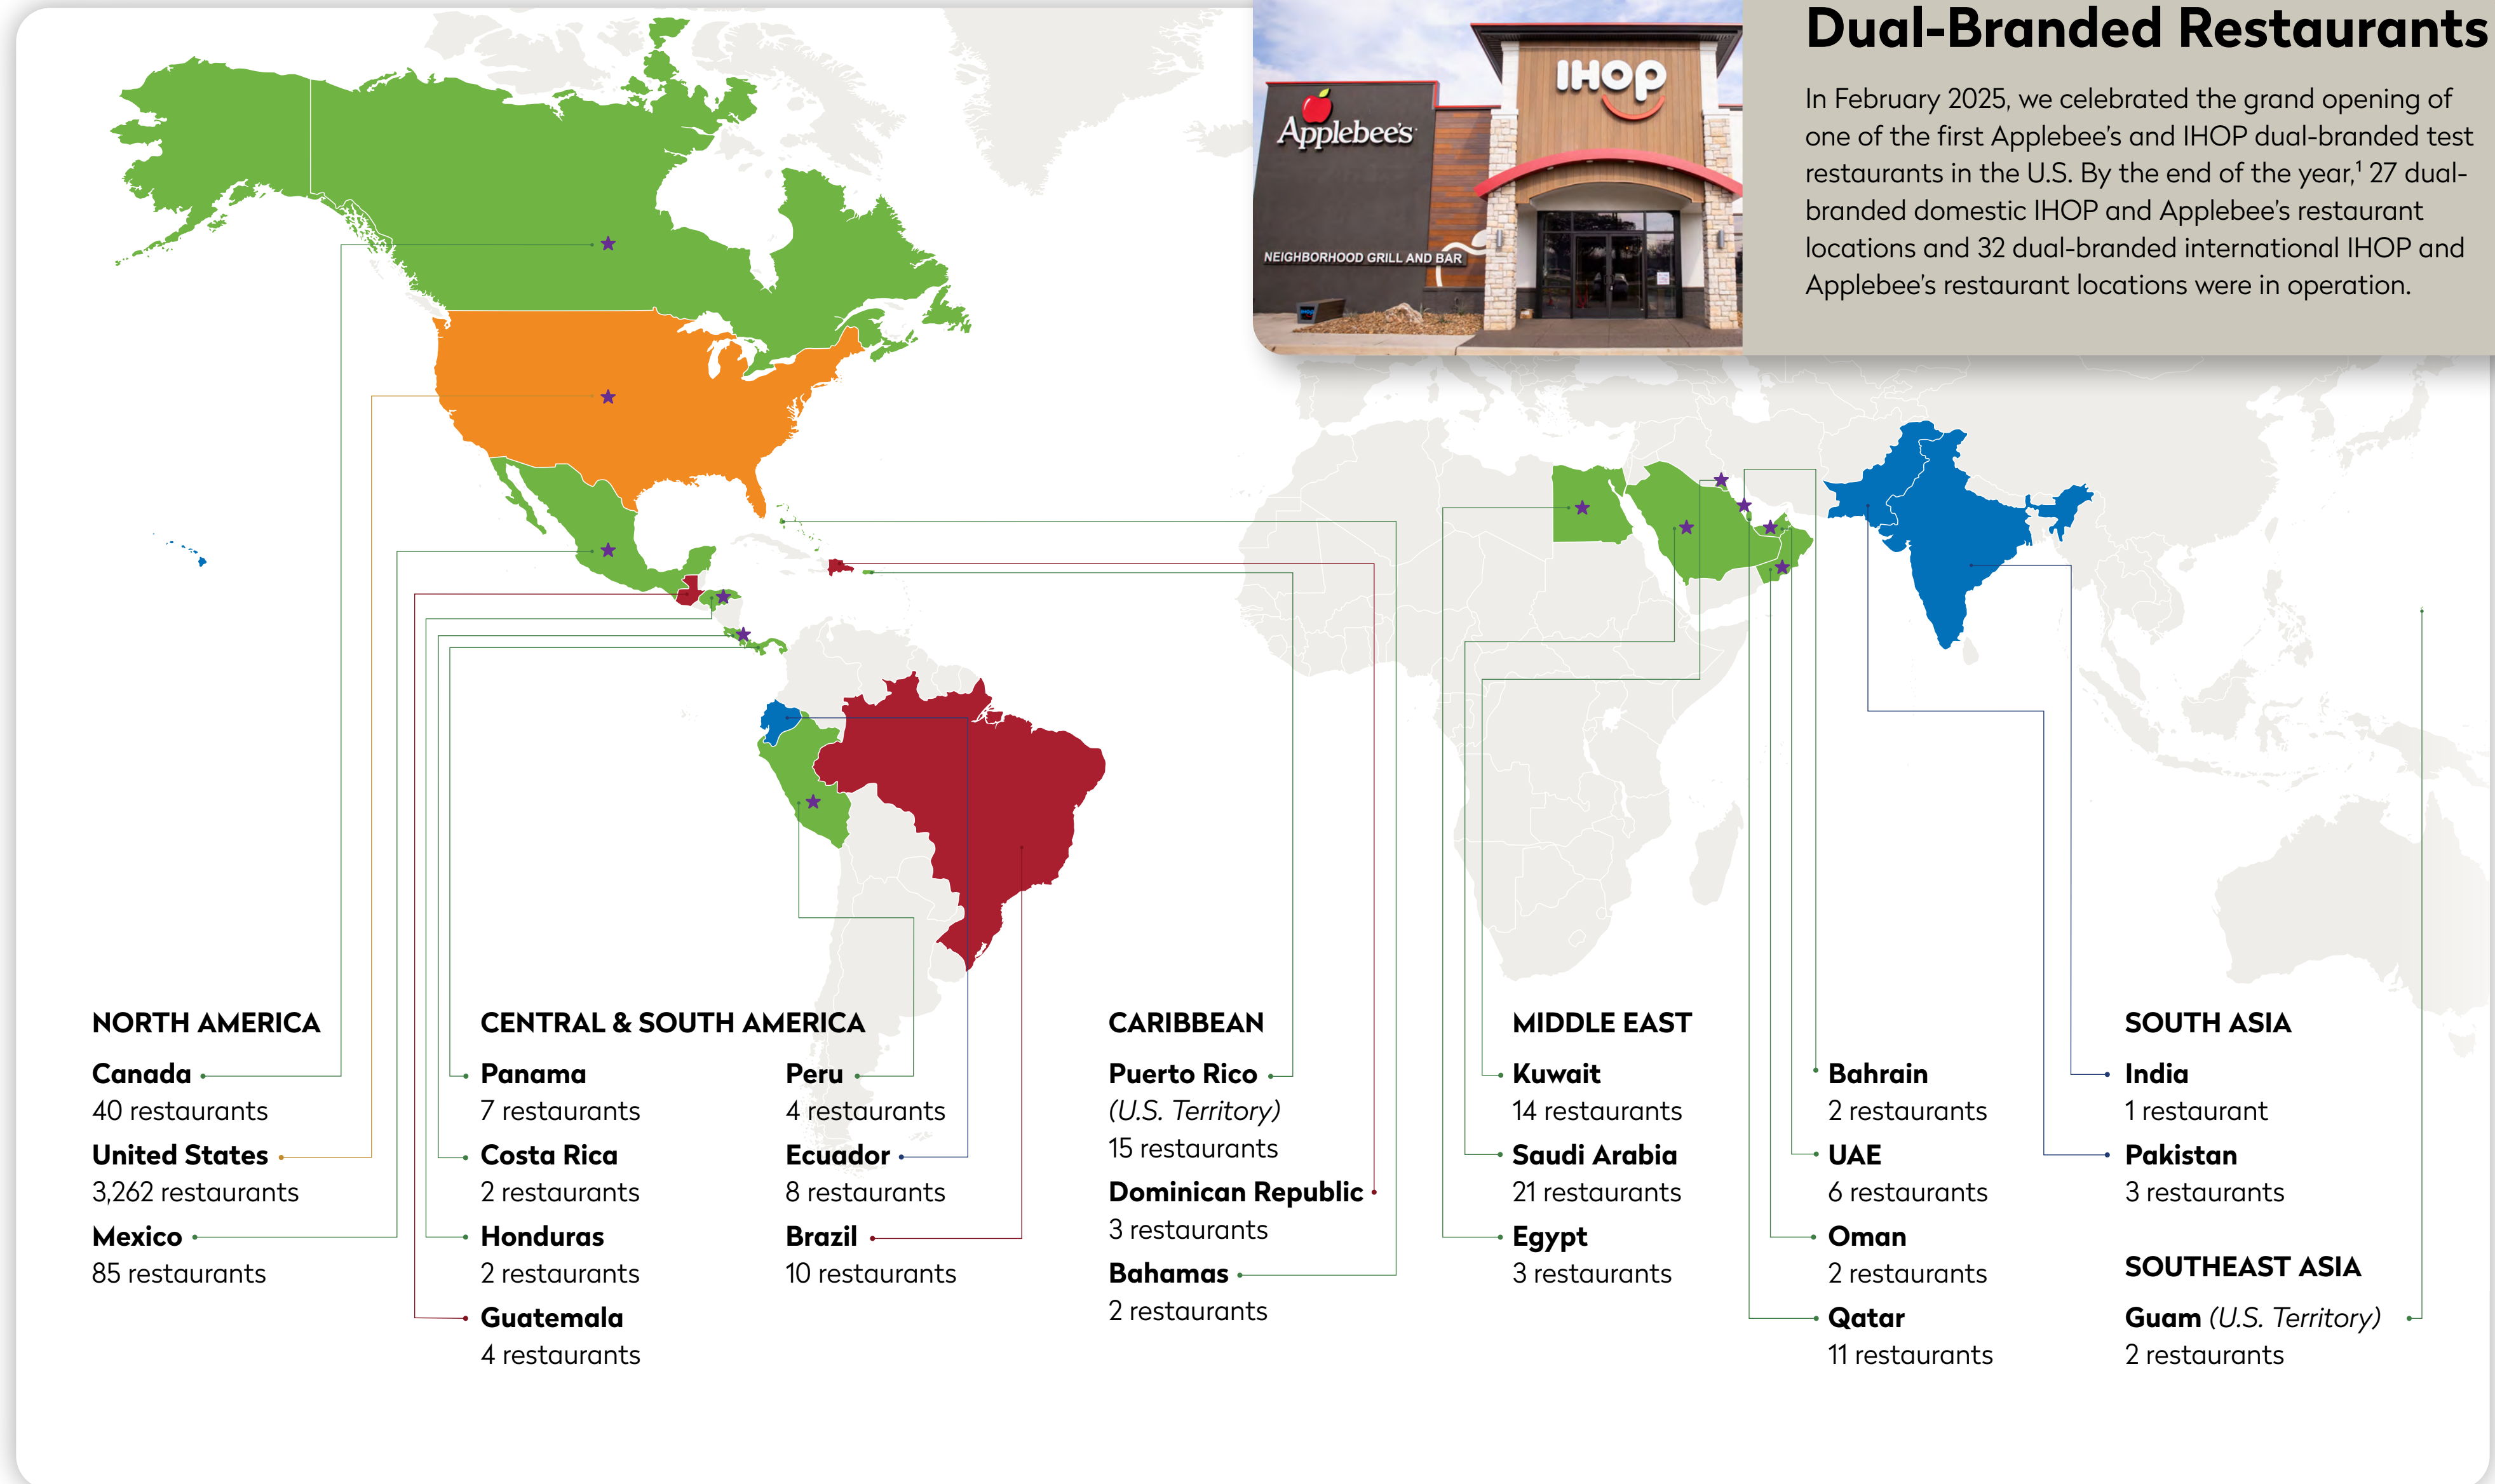 Dual-Branded Restaurants
In February 2025, we celebrated the grand opening of
one of the first Applebee's and IHOP dual-branded test
restaurants in the U.S. By the end of the year,¹ 27 dual-
branded domestic IHOP and Applebee's restaurant
locations and 32 dual-branded international IHOP and
Applebee's restaurant locations were in operation.
IHOP
Applebee's
NEIGHBORHOOD GRILL AND BAR
NORTH AMERICA
Canada
40 restaurants
United States
3,262 restaurants
Mexico
85 restaurants
CENTRAL & SOUTH AMERICA
Panama
7 restaurants
Costa Rica
2 restaurants
Honduras
2 restaurants
Guatemala
4 restaurants
Peru
4 restaurants
Ecuador
8 restaurants
Brazil
10 restaurants
CARIBBEAN
Puerto Rico
(U.S. Territory)
15 restaurants
Dominican Republic
3 restaurants
Bahamas
2 restaurants
MIDDLE EAST
Kuwait
14 restaurants
Saudi Arabia
21 restaurants
Egypt
3 restaurants
Bahrain
2 restaurants
UAE
6 restaurants
Oman
2 restaurants
Qatar
11 restaurants
SOUTH ASIA
India
1 restaurant
Pakistan
3 restaurants
SOUTHEAST ASIA
Guam (U.S. Territory)
2 restaurants